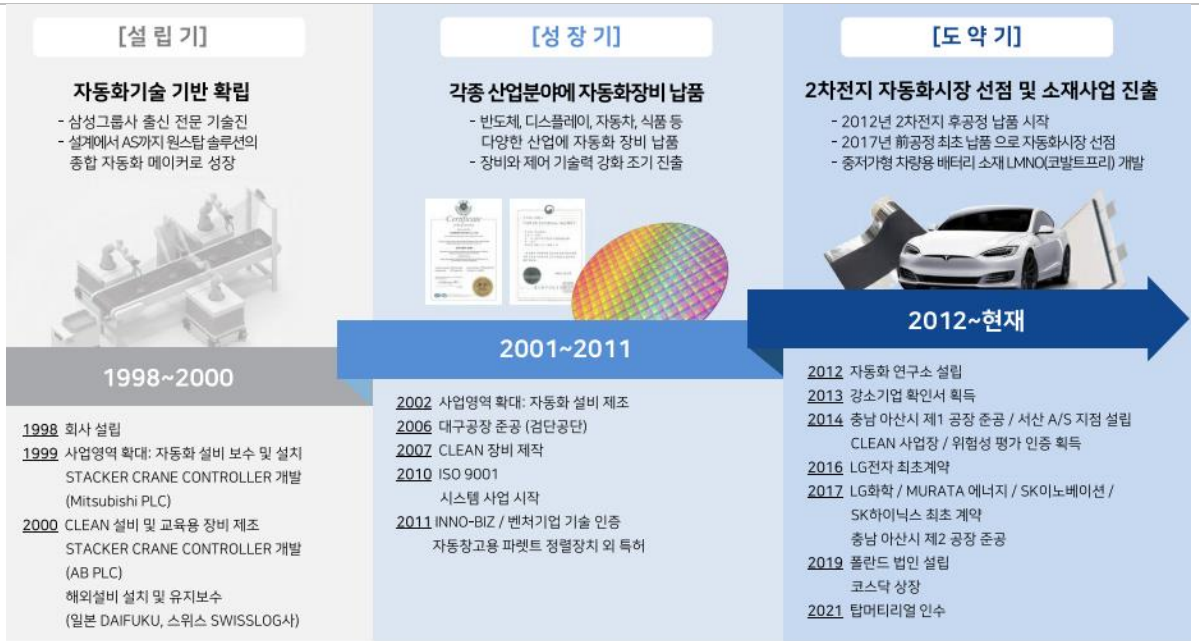 [설 립 기]
자동화기술 기반 확립
- 삼성그룹사 출신 전문 기술진
- 설계에서 AS까지 원스탑 솔루션의
종합 자동화 메이커로 성장
1998~2000
1998 회사 설립
1999 사업영역 확대: 자동화 설비 보수 및 설치
STACKER CRANE CONTROLLER 개발
(Mitsubishi PLC)
2000 CLEAN 설비 및 교육용 장비 제조
STACKER CRANE CONTROLLER 개발
(AB PLC)
해외설비 설치 및 유지보수
(일본 DAIFUKU, 스위스 SWISSLOG사)
[성 장 기]
각종 산업분야에 자동화장비 납품
- 반도체, 디스플레이, 자동차, 식품 등
다양한 산업에 자동화 장비 납품
- 장비와 제어 기술력 강화 조기 진출
Certificate
2001~2011
2002 사업영역 확대: 자동화 설비 제조
2006 대구공장 준공 (검단공단)
2007 CLEAN 장비 제작
2010 ISO 9001
시스템 사업 시작
2011 INNO-BIZ / 벤처기업 기술 인증
자동창고용 파렛트 정렬장치 외 특허
[도 약 기]
2차전지 자동화시장 선점 및 소재사업 진출
- 2012년 2차전지 후공정 납품 시작
- 2017년 前공정 최초 납품 으로 자동화시장 선점
- 중저가형 차량용 배터리 소재 LMNO(코발트프리) 개발
2012~현재
2012 자동화 연구소 설립
2013 강소기업 확인서 획득
2014 충남 아산시 제1 공장 준공 / 서산 A/S 지점 설립
CLEAN 사업장 / 위험성 평가 인증 획득
2016 LG전자 최초계약
2017 LG화학 / MURATA 에너지 / SK이노베이션 /
SK하이닉스 최초 계약
충남 아산시 제2 공장 준공
2019 폴란드 법인 설립
코스닥 상장
2021 탑머티리얼 인수